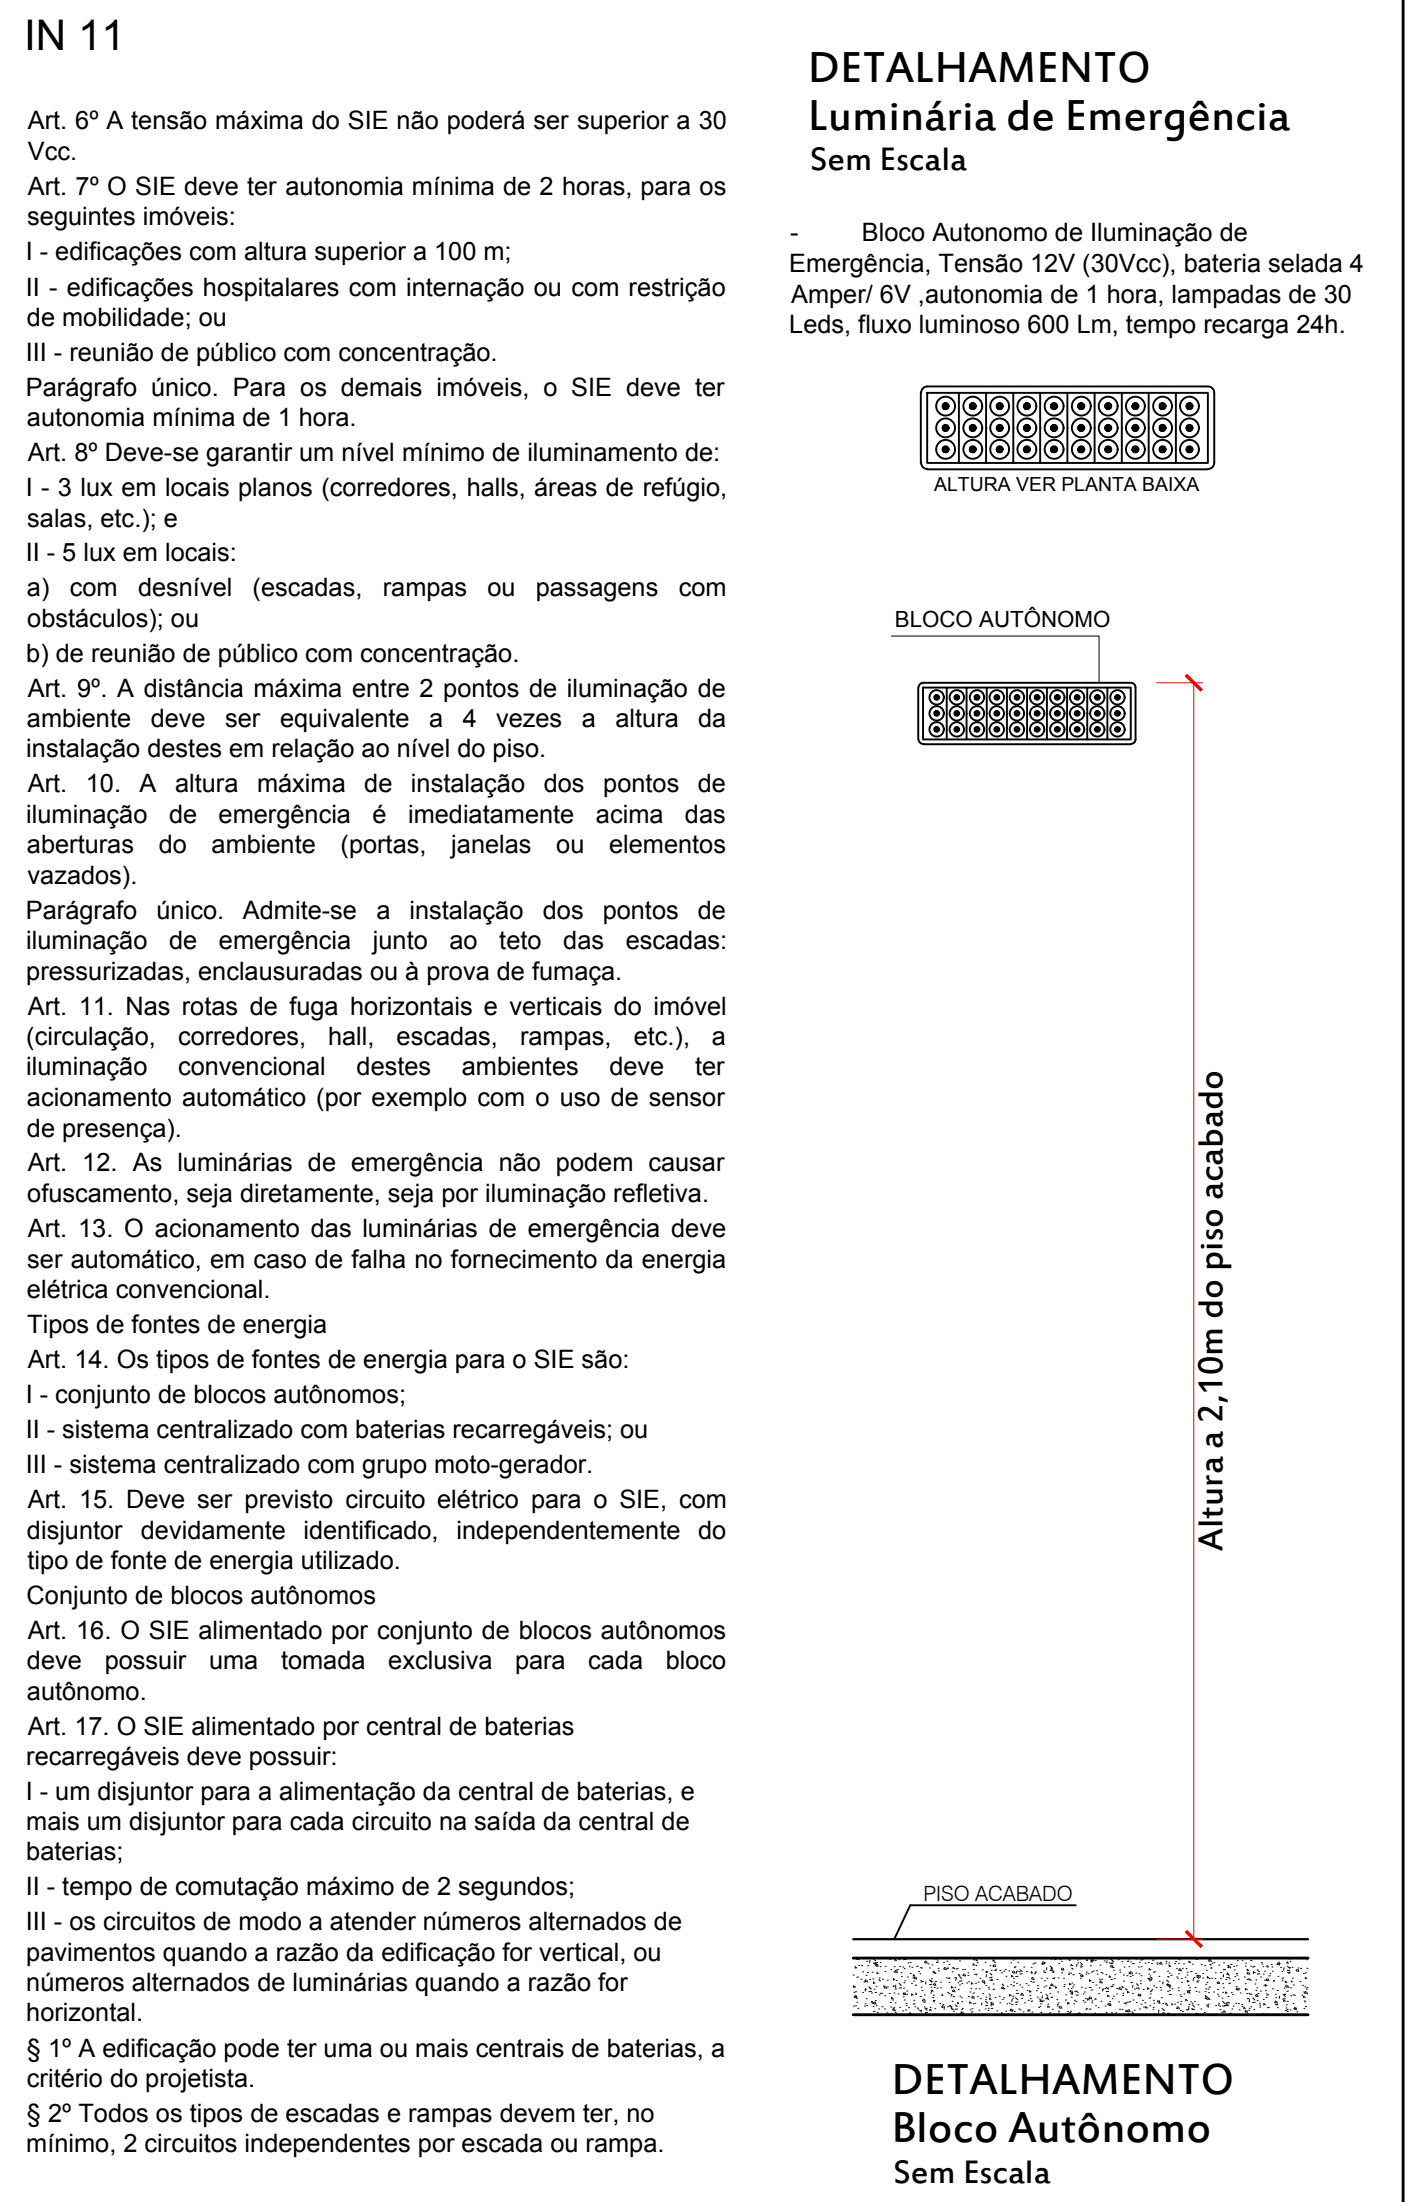 IN 11
Art. 6º A tensão máxima do SIE não poderá ser superior a 30
Vcc.
Art. 7º O SIE deve ter autonomia mínima de 2 horas, para os
seguintes imóveis:
I - edificações com altura superior a 100 m;
II - edificações hospitalares com internação ou com restrição
de mobilidade; ou
III - reunião de público com concentração.
Parágrafo único. Para os demais imóveis, o SIE deve ter
autonomia mínima de 1 hora.
Art. 8º Deve-se garantir um nível mínimo de iluminamento de:
I - 3 lux em locais planos (corredores, halls, áreas de refúgio,
salas, etc.); e
II - 5 lux em locais:
a) com desnível (escadas, rampas ou passagens com
obstáculos); ou
b) de reunião de público com concentração.
Art. 9º. A distância máxima entre 2 pontos de iluminação de
ambiente deve ser equivalente a 4 vezes a altura da
instalação destes em relação ao nível do piso.
Art. 10. A altura máxima de instalação dos pontos de
iluminação de emergência é imediatamente acima das
aberturas do ambiente (portas, janelas ou elementos
vazados).
Parágrafo único. Admite-se a instalação dos pontos de
iluminação de emergência junto ao teto das escadas:
pressurizadas, enclausuradas ou à prova de fumaça.
Art. 11. Nas rotas de fuga horizontais e verticais do imóvel
(circulação, corredores, hall, escadas, rampas, etc.), a
iluminação convencional destes ambientes deve ter
acionamento automático (por exemplo com o uso de sensor
de presença).
Art. 12. As luminárias de emergência não podem causar
ofuscamento, seja diretamente, seja por iluminação refletiva.
Art. 13. O acionamento das luminárias de emergência deve
ser automático, em caso de falha no fornecimento da energia
elétrica convencional.
Tipos de fontes de energia
Art. 14. Os tipos de fontes de energia para o SIE são:
I - conjunto de blocos autônomos;
II - sistema centralizado com baterias recarregáveis; ou
III - sistema centralizado com grupo moto-gerador.
Art. 15. Deve ser previsto circuito elétrico para o SIE, com
disjuntor devidamente identificado, independentemente do
tipo de fonte de energia utilizado.
Conjunto de blocos autônomos
Art. 16. O SIE alimentado por conjunto de blocos autônomos
deve possuir uma tomada exclusiva para cada bloco
autônomo.
Art. 17. O SIE alimentado por central de baterias
recarregáveis deve possuir:
I - um disjuntor para a alimentação da central de baterias, e
mais um disjuntor para cada circuito na saída da central de
baterias;
II - tempo de comutação máximo de 2 segundos;
III - os circuitos de modo a atender números alternados de
pavimentos quando a razão da edificação for vertical, ou
números alternados de luminárias quando a razão for
horizontal.
§ 1º A edificação pode ter uma ou mais centrais de baterias, a
critério do projetista.
§ 2º Todos os tipos de escadas e rampas devem ter, no
mínimo, 2 circuitos independentes por escada ou rampa.
DETALHAMENTO
Luminária de Emergência
Sem Escala
- Bloco Autonomo de Iluminação de
Emergência, Tensão 12V (30Vcc), bateria selada 4
Amper/ 6V ,autonomia de 1 hora, lampadas de 30
Leds, fluxo luminoso 600 Lm, tempo recarga 24h.
ALTURA VER PLANTA BAIXA
BLOCO AUTÔNOMO
Altura a 2,10m do piso acabado
PISO ACABADO
DETALHAMENTO
Bloco Autônomo
Sem Escala